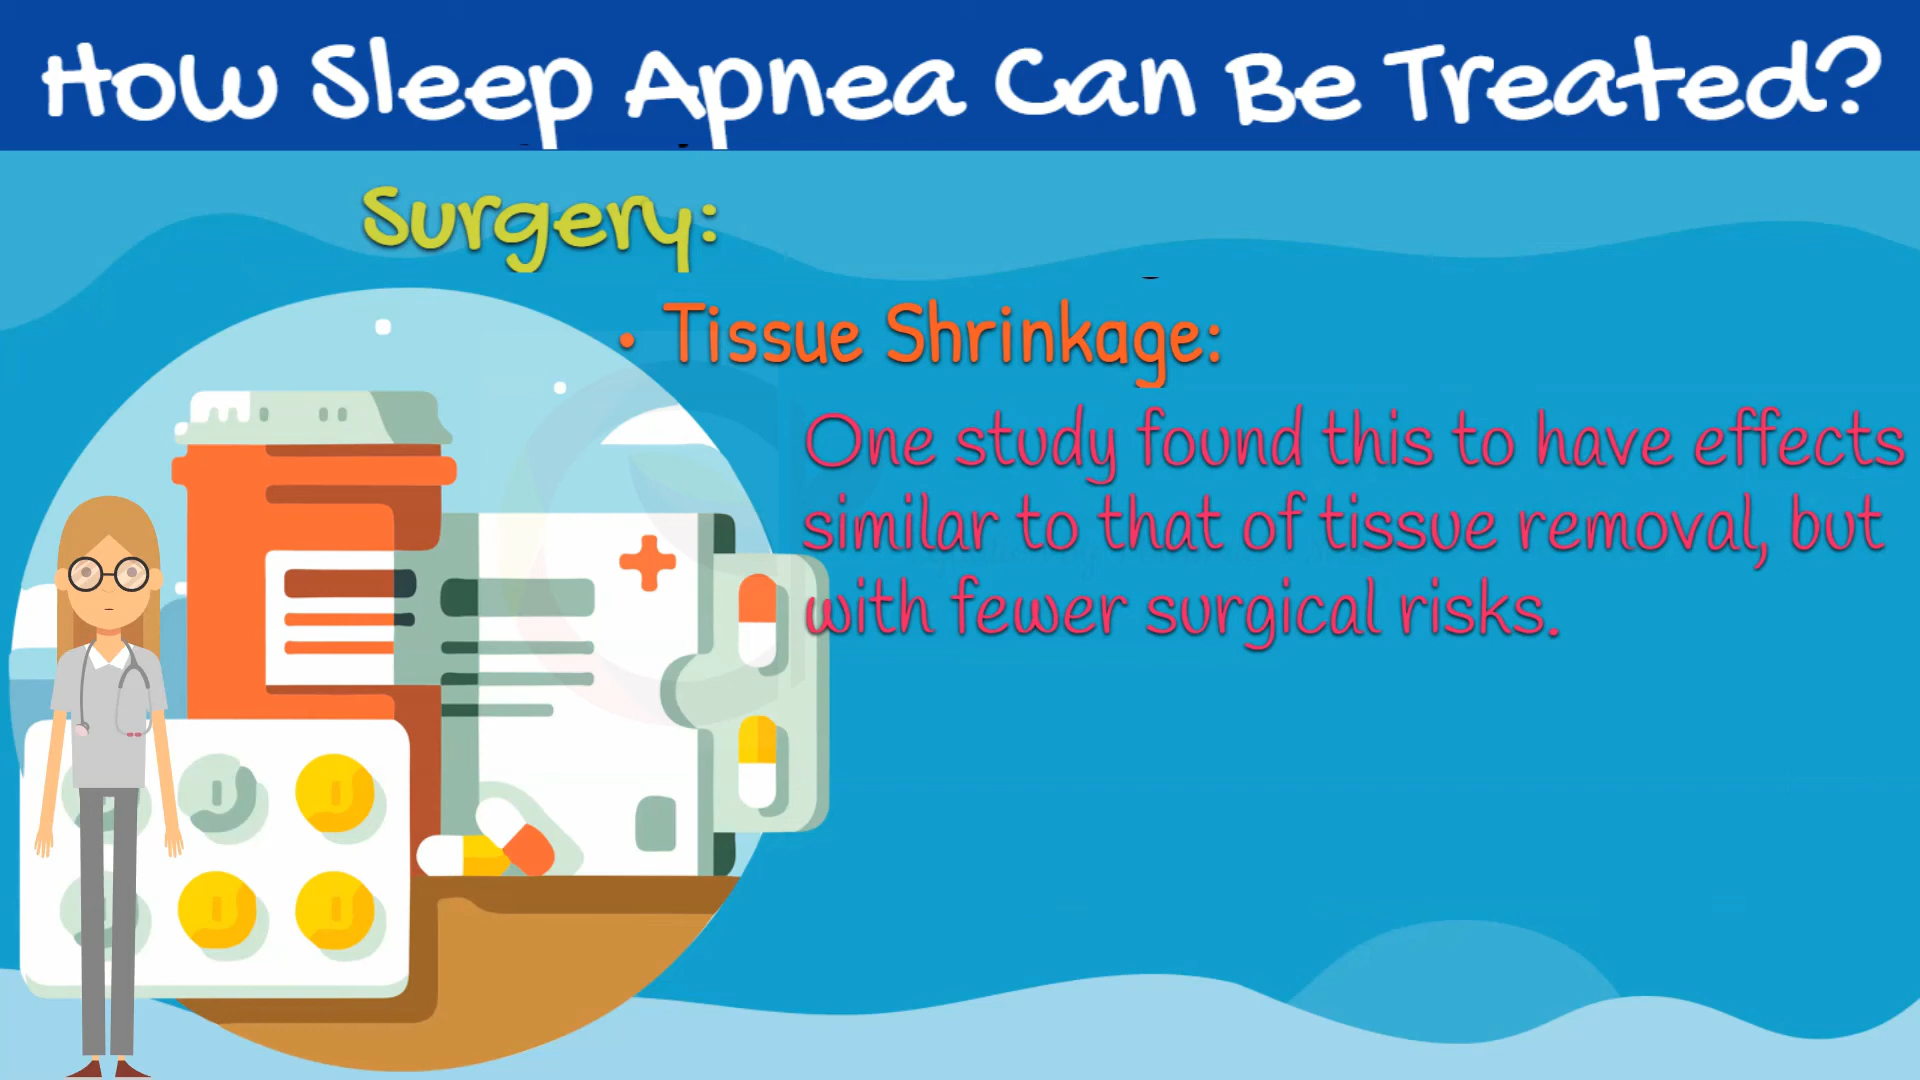 How Sleep Apnea Can Be Treated?
Surgery:
• Tissue Shrinkage:
One study found this to have effects
similar to that of tissue removal, but
with fewer surgical risks.